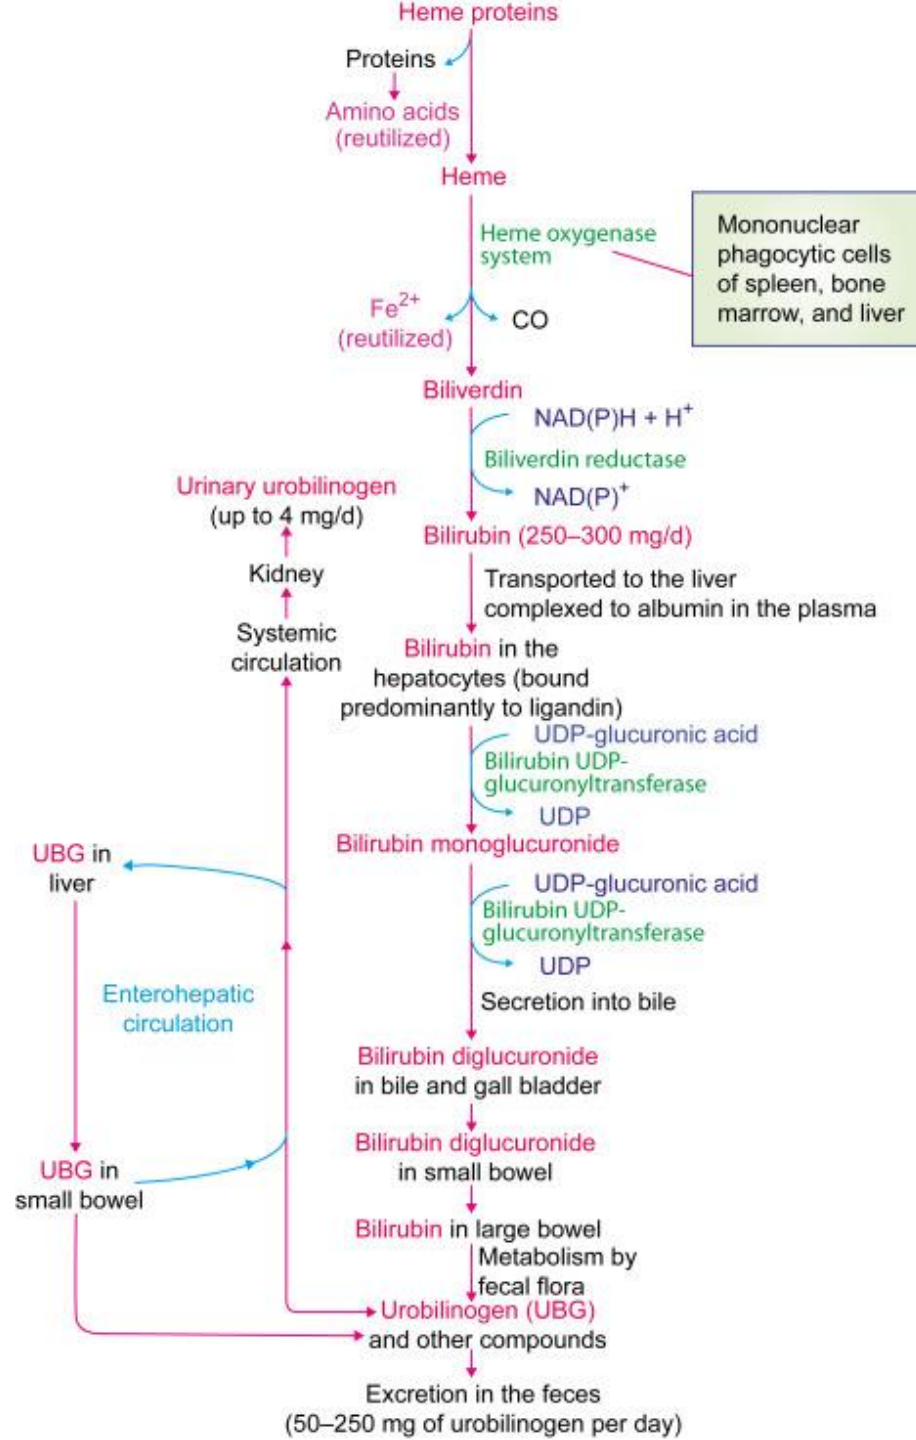 Heme proteins
Proteins
Amino acids
(reutilized)
Heme
Heme oxygenase
system
Mononuclear
phagocytic cells
of spleen, bone
marrow, and liver
Fe2+
(reutilized)
CO
Biliverdin
NAD(P)H + H+
Biliverdin reductase
NAD(P)+
Bilirubin (250–300 mg/d)
Transported to the liver
complexed to albumin in the plasma
Bilirubin in the
hepatocytes (bound
predominantly to ligandin)
UDP-glucuronic acid
Bilirubin UDP-
glucuronyltransferase
UDP
Bilirubin monoglucuronide
UDP-glucuronic acid
Bilirubin UDP-
glucuronyltransferase
UDP
Secretion into bile
Bilirubin diglucuronide
in bile and gall bladder
Bilirubin diglucuronide
in small bowel
Bilirubin in large bowel
Metabolism by
fecal flora
Urobilinogen (UBG)
and other compounds
Excretion in the feces
(50–250 mg of urobilinogen per day)
Urinary urobilinogen
(up to 4 mg/d)
Kidney
Systemic
circulation
UBG in
liver
Enterohepatic
circulation
UBG in
small bowel